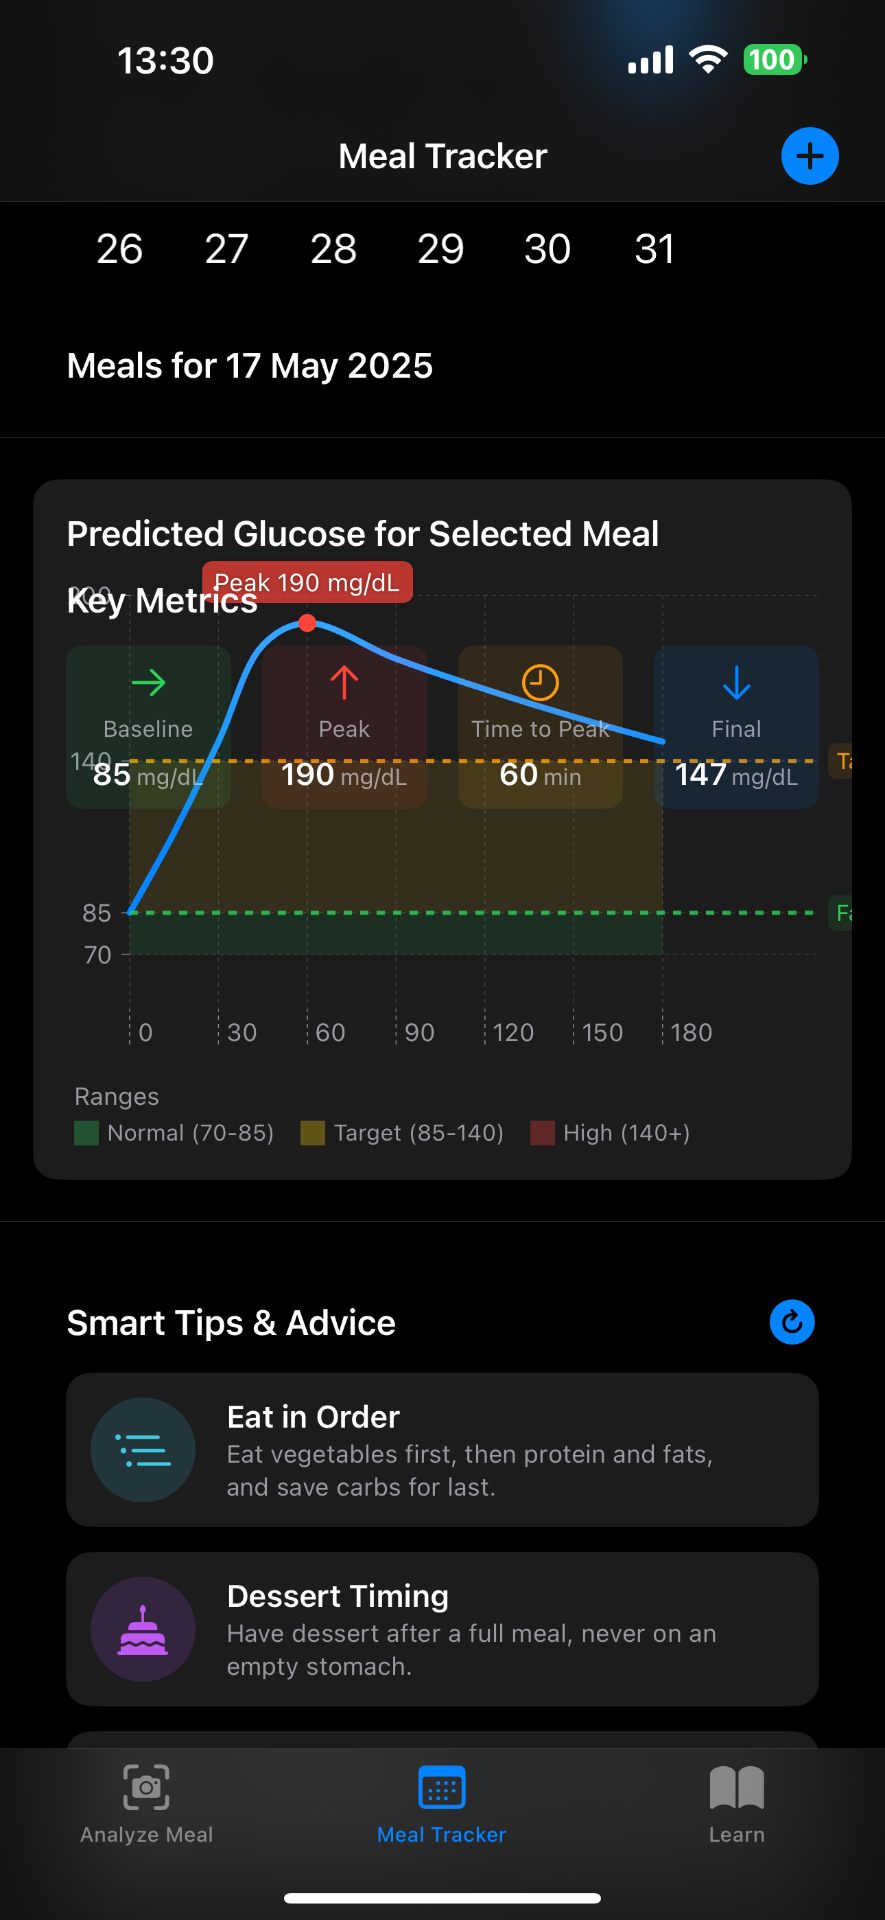 13:30
100
Meal Tracker
26 27 28 29 30 31
Meals for 17 May 2025
Predicted Glucose for Selected Meal
Peak 190 mg/dL
200
Key Metrics
Baseline Peak Time to Peak Final
140
85 mg/dL 190 mg/dL 60 min 147 mg/dL
85
70
0 30 60 90 120 150 180
Ranges
Normal (70-85) Target (85-140) High (140+)
Smart Tips & Advice
Eat in Order
Eat vegetables first, then protein and fats,
and save carbs for last.
Dessert Timing
Have dessert after a full meal, never on an
empty stomach.
Analyze Meal Meal Tracker Learn